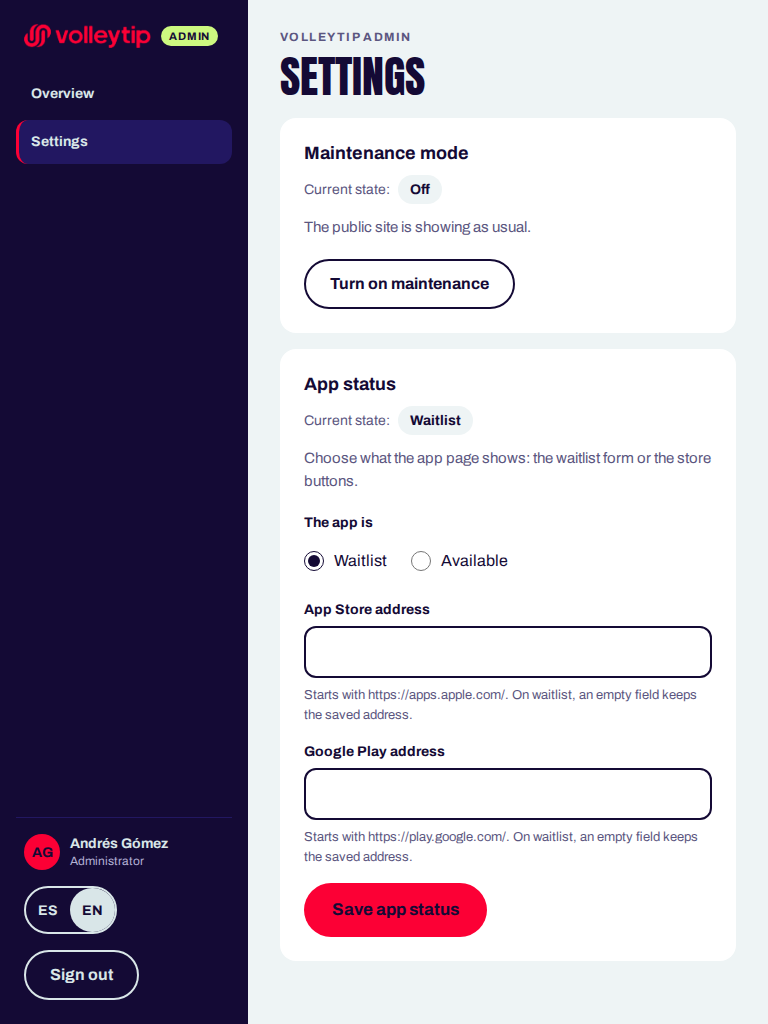 volleytip ADMIN
Overview
Settings
Andrés Gómez
AG
Administrator
ES EN
Sign out
VOLLEYTIP ADMIN
SETTINGS
Maintenance mode
Current state: Off
The public site is showing as usual.
Turn on maintenance
App status
Current state: Waitlist
Choose what the app page shows: the waitlist form or the store
buttons.
The app is
Waitlist Available
App Store address
Starts with https://apps.apple.com/. On waitlist, an empty field keeps
the saved address.
Google Play address
Starts with https://play.google.com/. On waitlist, an empty field keeps
the saved address.
Save app status